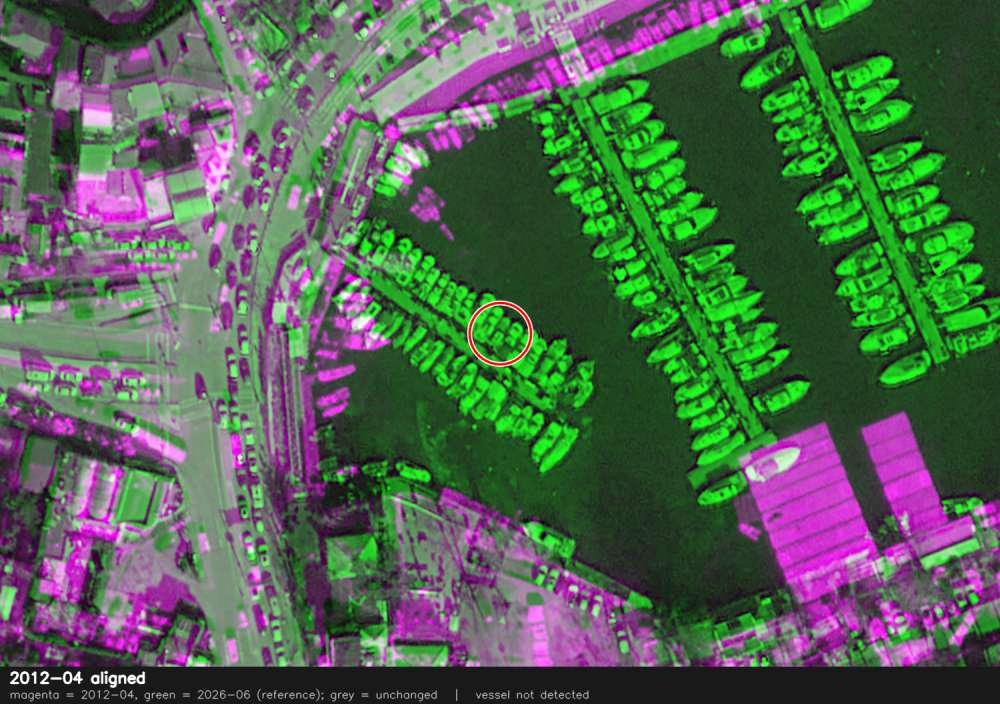 2012-04 aligned
magenta = 2012-04, green = 2026-06 (reference); grey = unchanged | vessel not detected